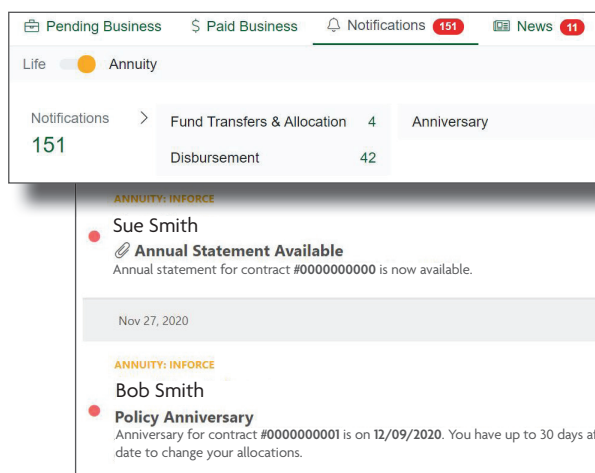 Pending Business $ Paid Business Notifications 151 News 11
Life Annuity
Notifications > Fund Transfers & Allocation 4 Anniversary
151
Disbursement 42
ANNUITY: INFORCE
Sue Smith
Annual Statement Available
Annual statement for contract #0000000000 is now available.
Nov 27, 2020
ANNUITY: INFORCE
Bob Smith
Policy Anniversary
Anniversary for contract #0000000001 is on 12/09/2020. You have up to 30 days
date to change your allocations.